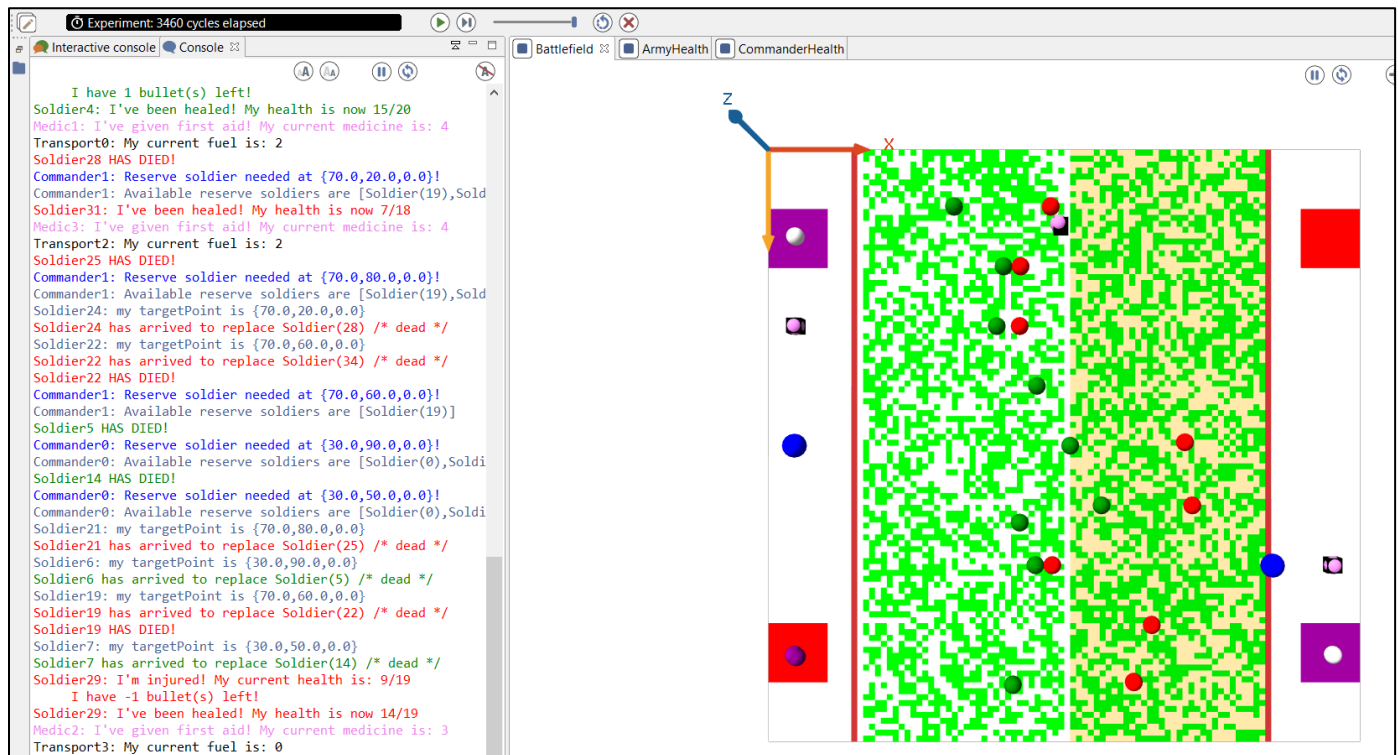 Experiment: 3460 cycles elapsed
Interactive console
Console
Battlefield
ArmyHealth
CommanderHealth
I have 1 bullet(s) left!
Soldier4: I've been healed! My health is now 15/20
Medic1: I've given first aid! My current medicine is: 4
Transport0: My current fuel is: 2
Soldier28 HAS DIED!
Commander1: Reserve soldier needed at {70.0,20.0,0.0}!
Commander1: Available reserve soldiers are [Soldier(19),Sold
Soldier31: I've been healed! My health is now 7/18
Medic3: I've given first aid! My current medicine is: 4
Transport2: My current fuel is: 2
Soldier25 HAS DIED!
Commander1: Reserve soldier needed at {70.0,80.0,0.0}!
Commander1: Available reserve soldiers are [Soldier(19),Sold
Soldier24: my targetPoint is {70.0,20.0,0.0}
Soldier24 has arrived to replace Soldier(28) /* dead */
Soldier22: my targetPoint is {70.0,60.0,0.0}
Soldier22 has arrived to replace Soldier(34) /* dead */
Soldier22 HAS DIED!
Commander1: Reserve soldier needed at {70.0,60.0,0.0}!
Commander1: Available reserve soldiers are [Soldier(19)]
Soldier5 HAS DIED!
Commander0: Reserve soldier needed at {30.0,90.0,0.0}!
Commander0: Available reserve soldiers are [Soldier(0),Soldi
Soldier14 HAS DIED!
Commander0: Reserve soldier needed at {30.0,50.0,0.0}!
Commander0: Available reserve soldiers are [Soldier(0),Soldi
Soldier21: my targetPoint is {70.0,80.0,0.0}
Soldier21 has arrived to replace Soldier(25) /* dead */
Soldier6: my targetPoint is {30.0,90.0,0.0}
Soldier6 has arrived to replace Soldier(5) /* dead */
Soldier19: my targetPoint is {70.0,60.0,0.0}
Soldier19 has arrived to replace Soldier(22) /* dead */
Soldier19 HAS DIED!
Soldier7: my targetPoint is {30.0,50.0,0.0}
Soldier7 has arrived to replace Soldier(14) /* dead */
Soldier29: I'm injured! My current health is: 9/19
I have -1 bullet(s) left!
Soldier29: I've been healed! My health is now 14/19
Medic2: I've given first aid! My current medicine is: 3
Transport3: My current fuel is: 0
Z
X